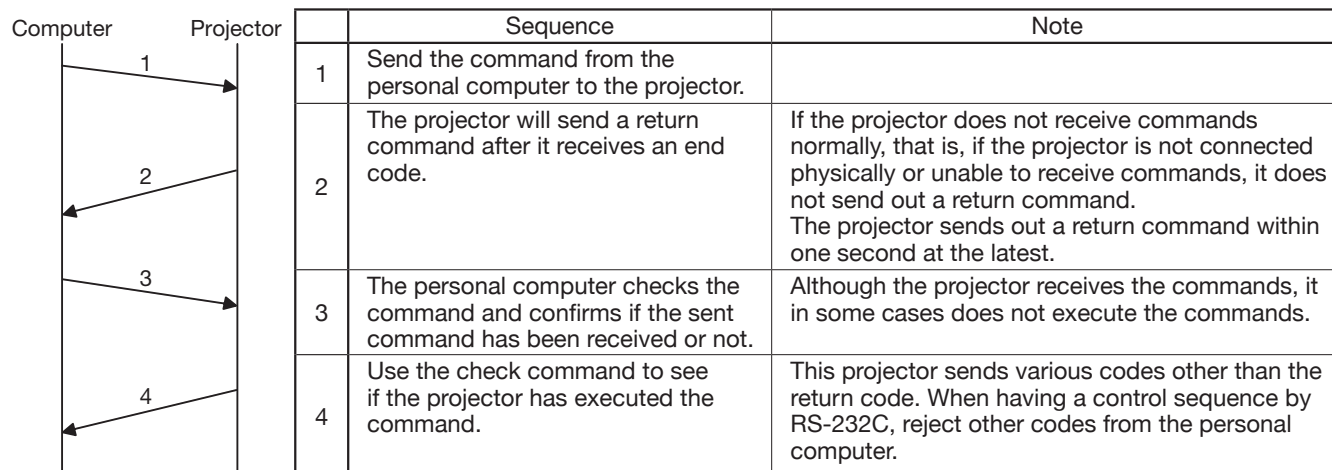 Computer Projector
1
2
3
4
Sequence Note
1
Send the command from the
personal computer to the projector.
2
The projector will send a return
command after it receives an end
code.
If the projector does not receive commands
normally, that is, if the projector is not connected
physically or unable to receive commands, it does
not send out a return command.
The projector sends out a return command within
one second at the latest.
3
The personal computer checks the
command and confirms if the sent
command has been received or not.
Although the projector receives the commands, it
in some cases does not execute the commands.
4
Use the check command to see
if the projector has executed the
command.
This projector sends various codes other than the
return code. When having a control sequence by
RS-232C, reject other codes from the personal
computer.